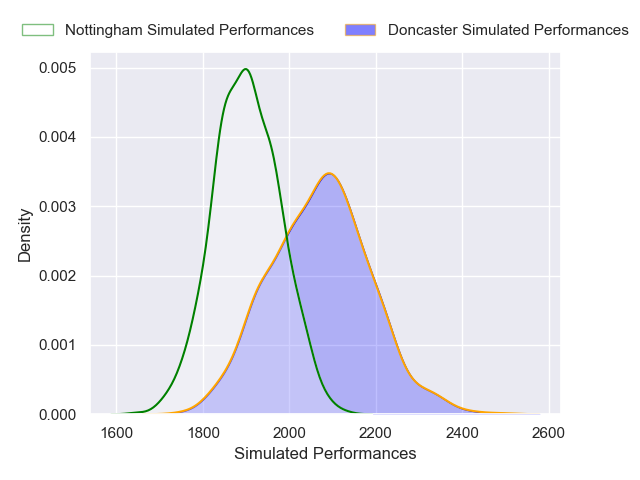 Nottingham Simulated Performances Doncaster Simulated Performances
0.005
0.004
0.003
0.002
0.001
0.000
Density
1600 1800 2000 2200 2400 2600
Simulated Performances